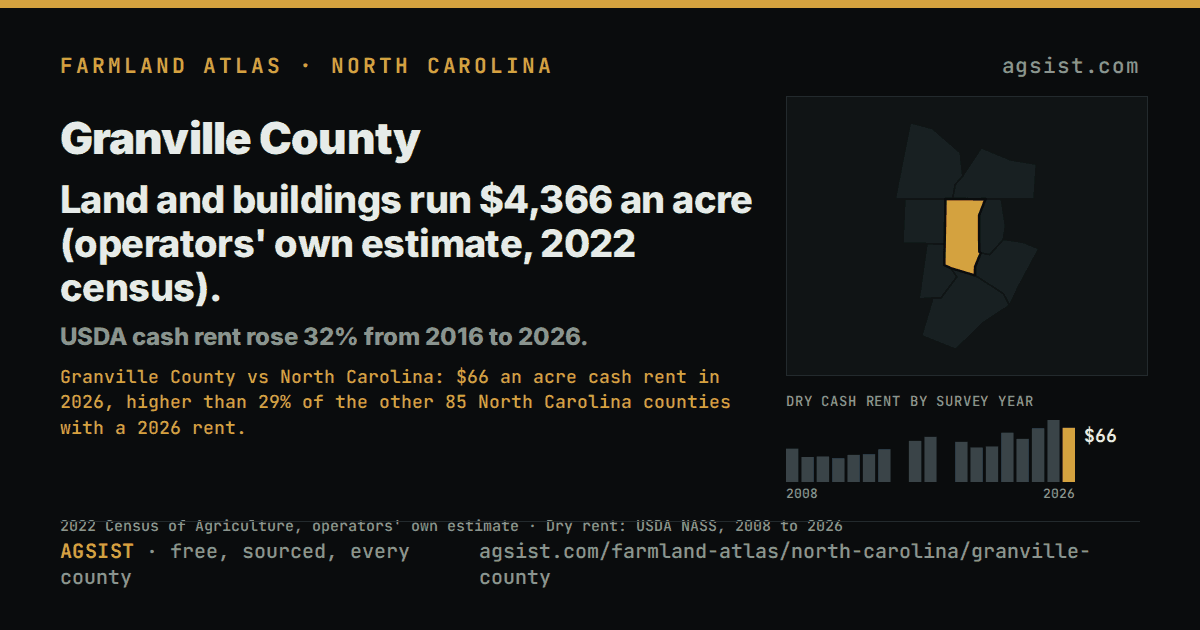 FARMLAND ATLAS · NORTH CAROLINA
agsist.com
Granville County
Land and buildings run $4,366 an acre
(operators' own estimate, 2022
census).
USDA cash rent rose 32% from 2016 to 2026.
Granville County vs North Carolina: $66 an acre cash rent in
2026, higher than 29% of the other 85 North Carolina counties
with a 2026 rent.
DRY CASH RENT BY SURVEY YEAR
$66
2008
2026
2022 Census of Agriculture, operators' own estimate · Dry rent: USDA NASS, 2008 to 2026
AGSIST · free, sourced, every
county
agsist.com/farmland-atlas/north-carolina/granville-
county